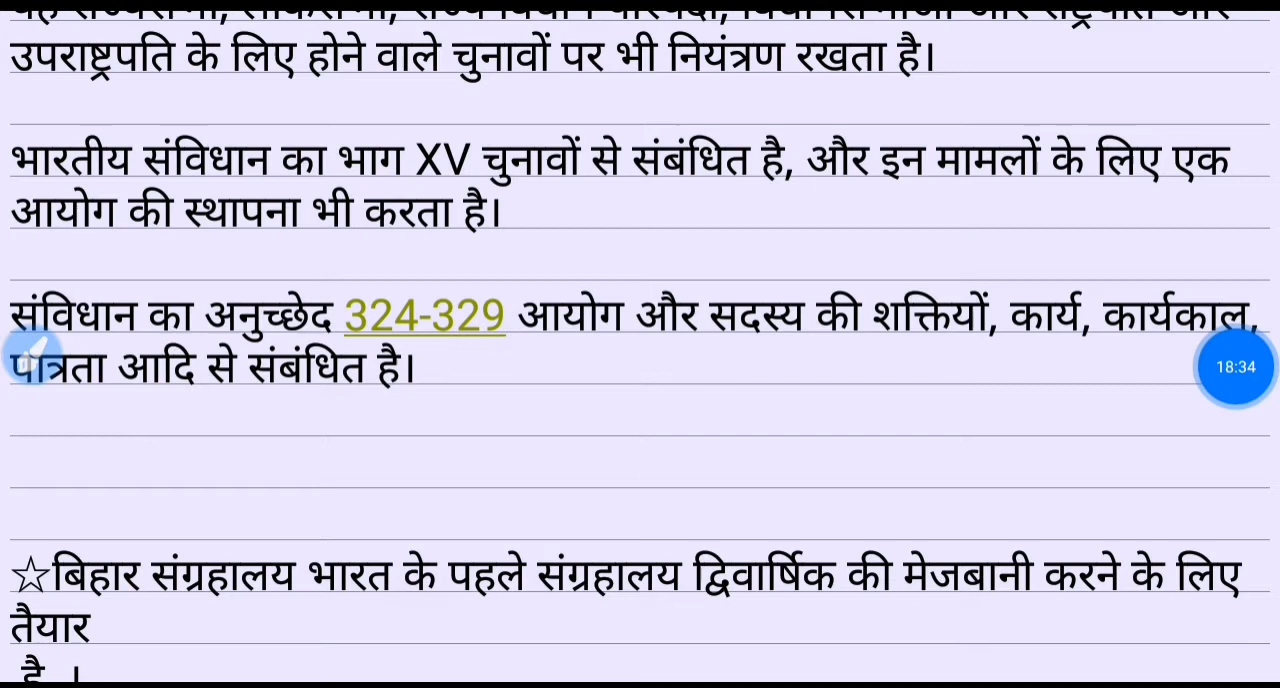 उपराष्ट्रपति के लिए होने वाले चुनावों पर भी नियंत्रण रखता है।
भारतीय संविधान का भाग XV चुनावों से संबंधित है, और इन मामलों के लिए एक
आयोग की स्थापना भी करता है।
संविधान का अनुच्छेद 324-329 आयोग और सदस्य की शक्तियों, कार्य, कार्यकाल,
पात्रता आदि से संबंधित है।
18:34
☆बिहार संग्रहालय भारत के पहले संग्रहालय द्विवार्षिक की मेजबानी करने के लिए
तैयार
है ।